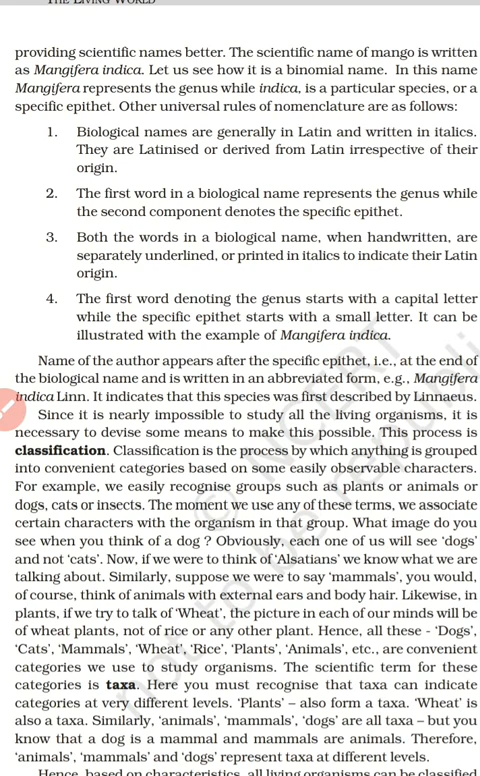 THE LIVING WORLD
providing scientific names better. The scientific name of mango is written
as Mangifera indica. Let us see how it is a binomial name. In this name
Mangifera represents the genus while indica, is a particular species, or a
specific epithet. Other universal rules of nomenclature are as follows:
1. Biological names are generally in Latin and written in italics.
They are Latinised or derived from Latin irrespective of their
origin.
2. The first word in a biological name represents the genus while
the second component denotes the specific epithet.
3. Both the words in a biological name, when handwritten, are
separately underlined, or printed in italics to indicate their Latin
origin.
4. The first word denoting the genus starts with a capital letter
while the specific epithet starts with a small letter. It can be
illustrated with the example of Mangifera indica.
Name of the author appears after the specific epithet, i.e., at the end of
the biological name and is written in an abbreviated form, e.g., Mangifera
indica Linn. It indicates that this species was first described by Linnaeus.
Since it is nearly impossible to study all the living organisms, it is
necessary to devise some means to make this possible. This process is
classification. Classification is the process by which anything is grouped
into convenient categories based on some easily observable characters.
For example, we easily recognise groups such as plants or animals or
dogs, cats or insects. The moment we use any of these terms, we associate
certain characters with the organism in that group. What image do you
see when you think of a dog ? Obviously, each one of us will see ‘dogs’
and not ‘cats’. Now, if we were to think of ‘Alsatians’ we know what we are
talking about. Similarly, suppose we were to say ‘mammals’, you would,
of course, think of animals with external ears and body hair. Likewise, in
plants, if we try to talk of ‘Wheat’, the picture in each of our minds will be
of wheat plants, not of rice or any other plant. Hence, all these - ‘Dogs’,
‘Cats’, ‘Mammals’, ‘Wheat’, ‘Rice’, ‘Plants’, ‘Animals’, etc., are convenient
categories we use to study organisms. The scientific term for these
categories is taxa. Here you must recognise that taxa can indicate
categories at very different levels. ‘Plants’ – also form a taxa. ‘Wheat’ is
also a taxa. Similarly, ‘animals’, ‘mammals’, ‘dogs’ are all taxa – but you
know that a dog is a mammal and mammals are animals. Therefore,
‘animals’, ‘mammals’ and ‘dogs’ represent taxa at different levels.
Hence, based on characteristics, all living organisms can be classified
© NCERT
not to be republi